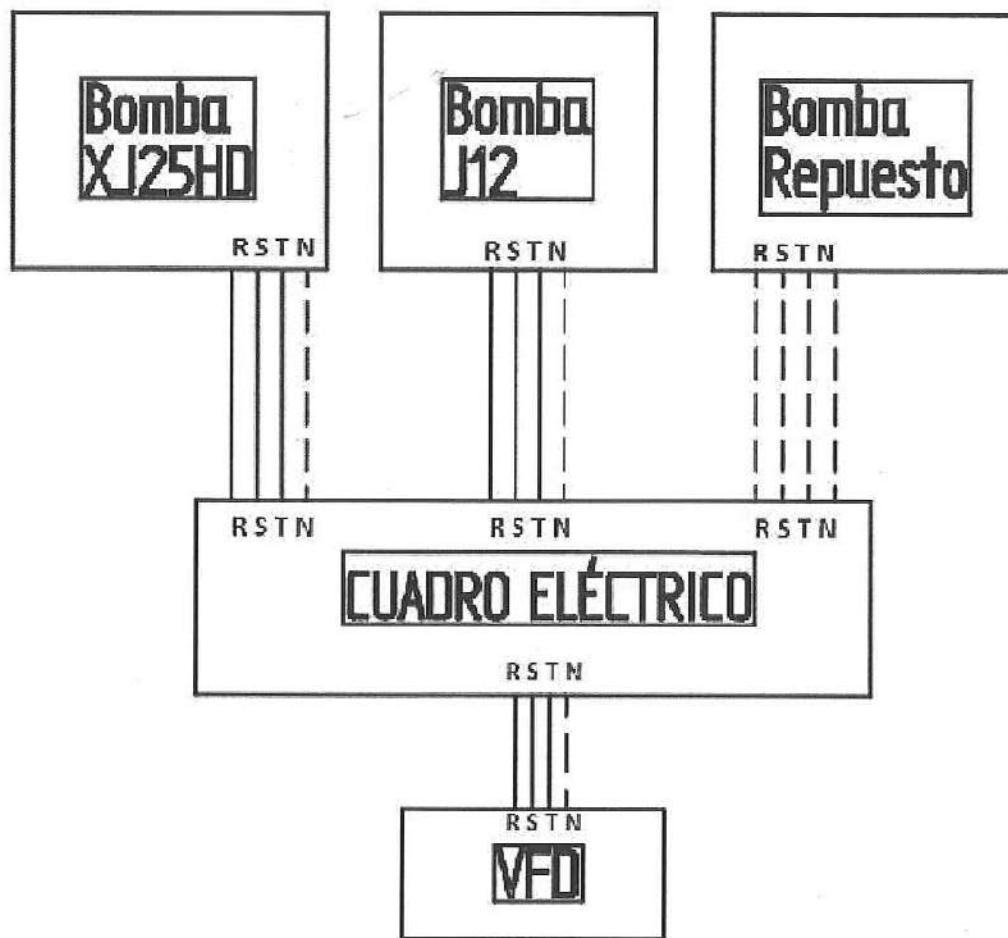 Bomba
XJ25HD
RSTN
Bomba
J12
RSTN
Bomba
Repuesto
RSTN
RSTN
RSTN
RSTN
CUADRO ELÉCTRICO
RSTN
RSTN
VFD